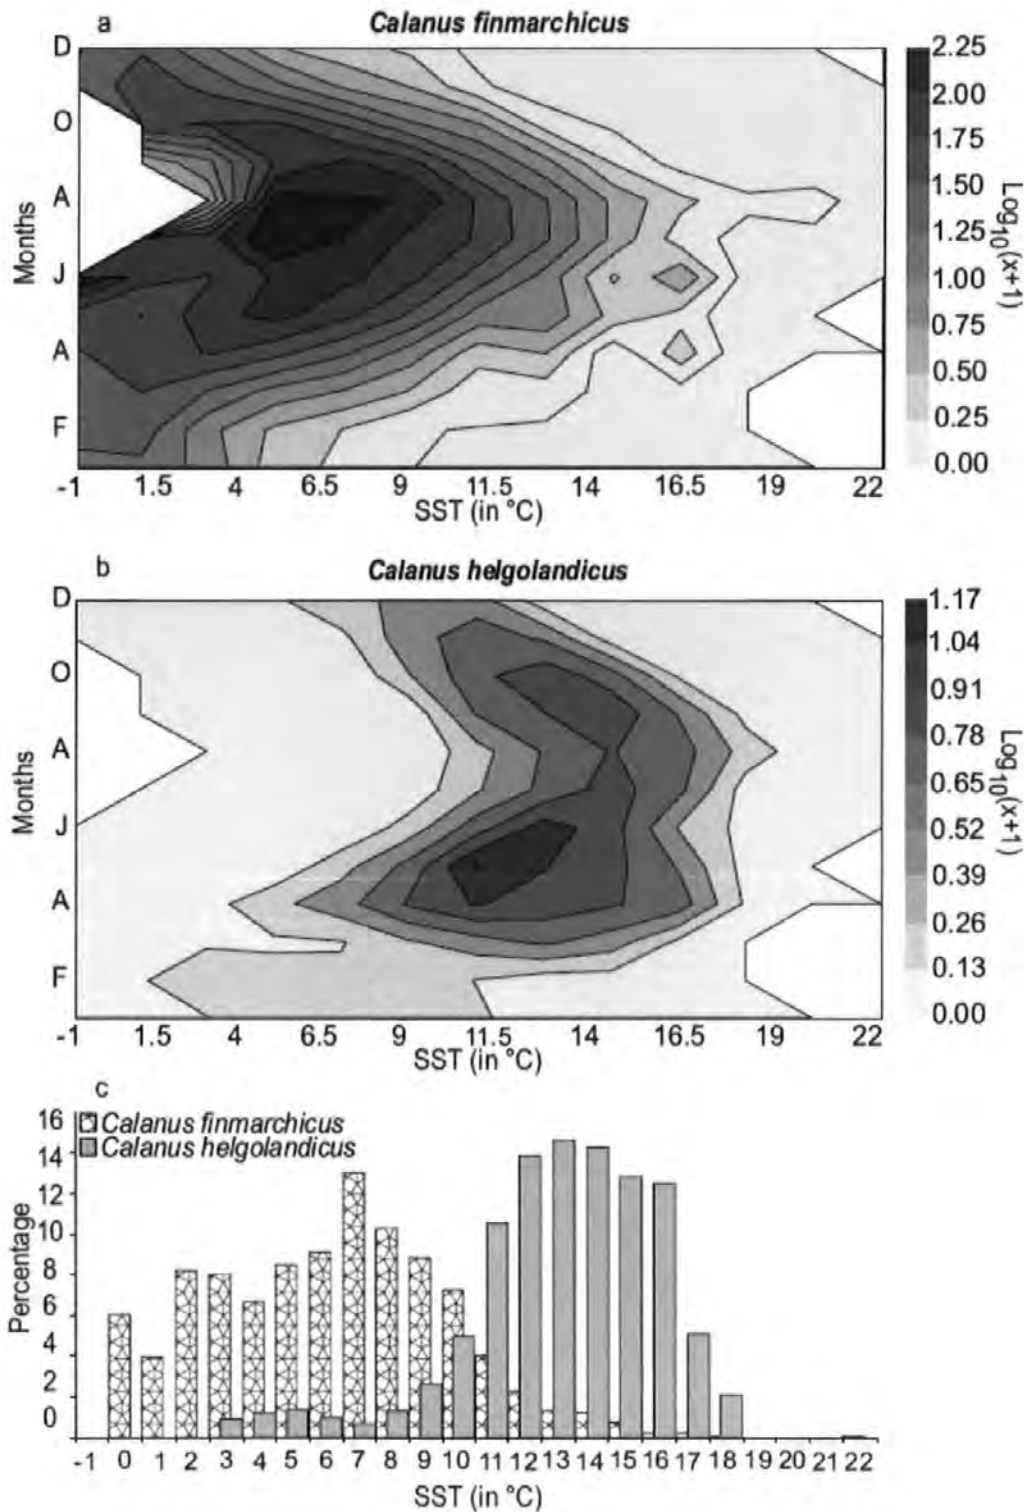 a
Calanus finmarchicus
D
O
A
J
A
F
Months
-1 1.5 4 6.5 9 11.5 14 16.5 19 22
SST (in °C)
2.25
2.00
1.75
1.50
1.25
1.00
0.75
0.50
0.25
0.00
Log10(x+1)
b
Calanus helgolandicus
D
O
A
J
A
F
Months
-1 1.5 4 6.5 9 11.5 14 16.5 19 22
SST (in °C)
1.17
1.04
0.91
0.78
0.65
0.52
0.39
0.26
0.13
0.00
Log10(x+1)
c
Calanus finmarchicus
Calanus helgolandicus
16
14
12
10
8
6
4
2
0
Percentage
-1 0 1 2 3 4 5 6 7 8 9 10 11 12 13 14 15 16 17 18 19 20 21 22
SST (in °C)